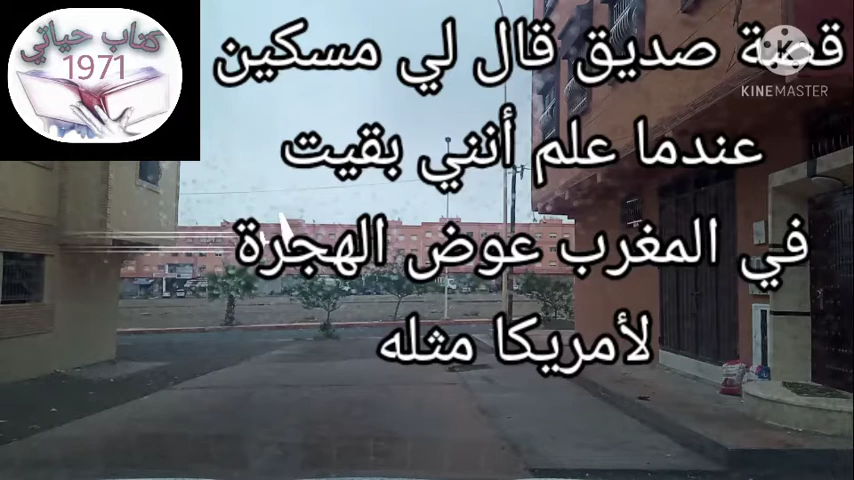 كتاب حياتي
1971
قصة صديق قال لي مسكين
عندما علم أنني بقيت
في المغرب عوض الهجرة
لأمريكا مثله
K
KINEMASTER